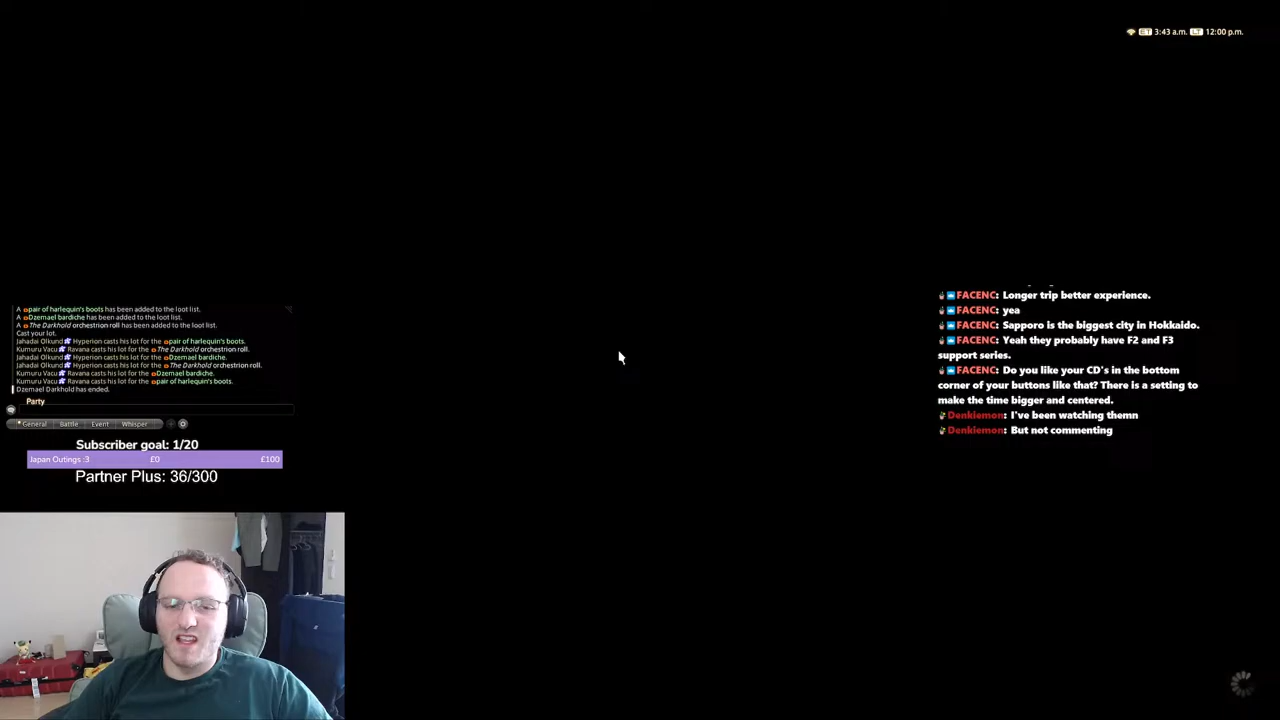 ET 3:43 a.m. LT 12:00 p.m.
A pair of harlequin's boots has been added to the loot list.
A Dzemael bardiche has been added to the loot list.
A The Darkhold orchestrion roll has been added to the loot list.
Cast your lot.
Jahadai Olkund Hyperion casts his lot for the pair of harlequin's boots.
Kumuru Vacu Ravana casts his lot for the The Darkhold orchestrion roll.
Jahadai Olkund Hyperion casts his lot for the Dzemael bardiche.
Jahadai Olkund Hyperion casts his lot for the The Darkhold orchestrion roll.
Kumuru Vacu Ravana casts his lot for the Dzemael bardiche.
Kumuru Vacu Ravana casts his lot for the pair of harlequin's boots.
Dzemael Darkhold has ended.
Party
General Battle Event Whisper
Subscriber goal: 1/20
Japan Outings :3 £0 £100
Partner Plus: 36/300
FACENC: Longer trip better experience.
FACENC: yea
FACENC: Sapporo is the biggest city in Hokkaido.
FACENC: Yeah they probably have F2 and F3
support series.
FACENC: Do you like your CD's in the bottom
corner of your buttons like that? There is a setting to
make the time bigger and centered.
Denkiemon: I've been watching themn
Denkiemon: But not commenting